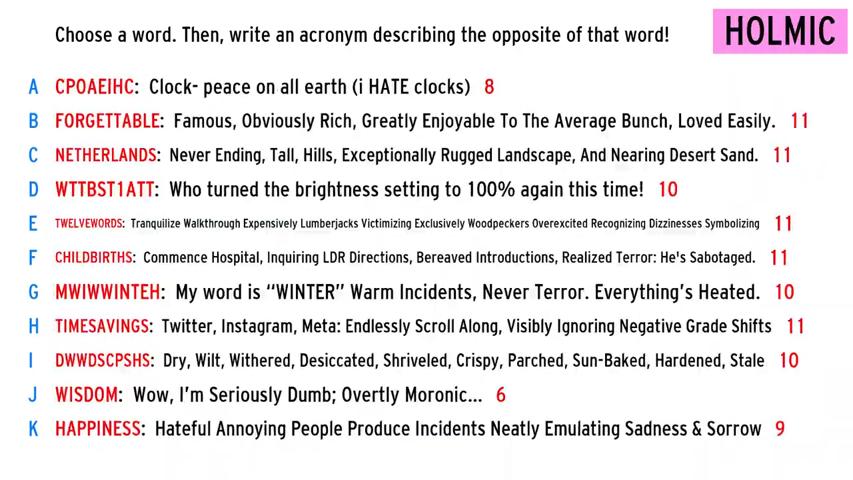 Choose a word. Then, write an acronym describing the opposite of that word!
HOLMIC
A CPOAEIHC: Clock- peace on all earth (i HATE clocks) 8
B FORGETTABLE: Famous, Obviously Rich, Greatly Enjoyable To The Average Bunch, Loved Easily. 11
C NETHERLANDS: Never Ending, Tall, Hills, Exceptionally Rugged Landscape, And Nearing Desert Sand. 11
D WTTBST1ATT: Who turned the brightness setting to 100% again this time! 10
E TWELVEWORDS: Tranquilize Walkthrough Expensively Lumberjacks Victimizing Exclusively Woodpeckers Overexcited Recognizing Dizzinesses Symbolizing 11
F CHILDBIRTHS: Commence Hospital, Inquiring LDR Directions, Bereaved Introductions, Realized Terror: He's Sabotaged. 11
G MWIWWINTEH: My word is “WINTER” Warm Incidents, Never Terror. Everything's Heated. 10
H TIMESAVINGS: Twitter, Instagram, Meta: Endlessly Scroll Along, Visibly Ignoring Negative Grade Shifts 11
I DWWDSCPSHS: Dry, Wilt, Withered, Desiccated, Shriveled, Crispy, Parched, Sun-Baked, Hardened, Stale 10
J WISDOM: Wow, I'm Seriously Dumb; Overtly Moronic... 6
K HAPPINESS: Hateful Annoying People Produce Incidents Neatly Emulating Sadness & Sorrow 9